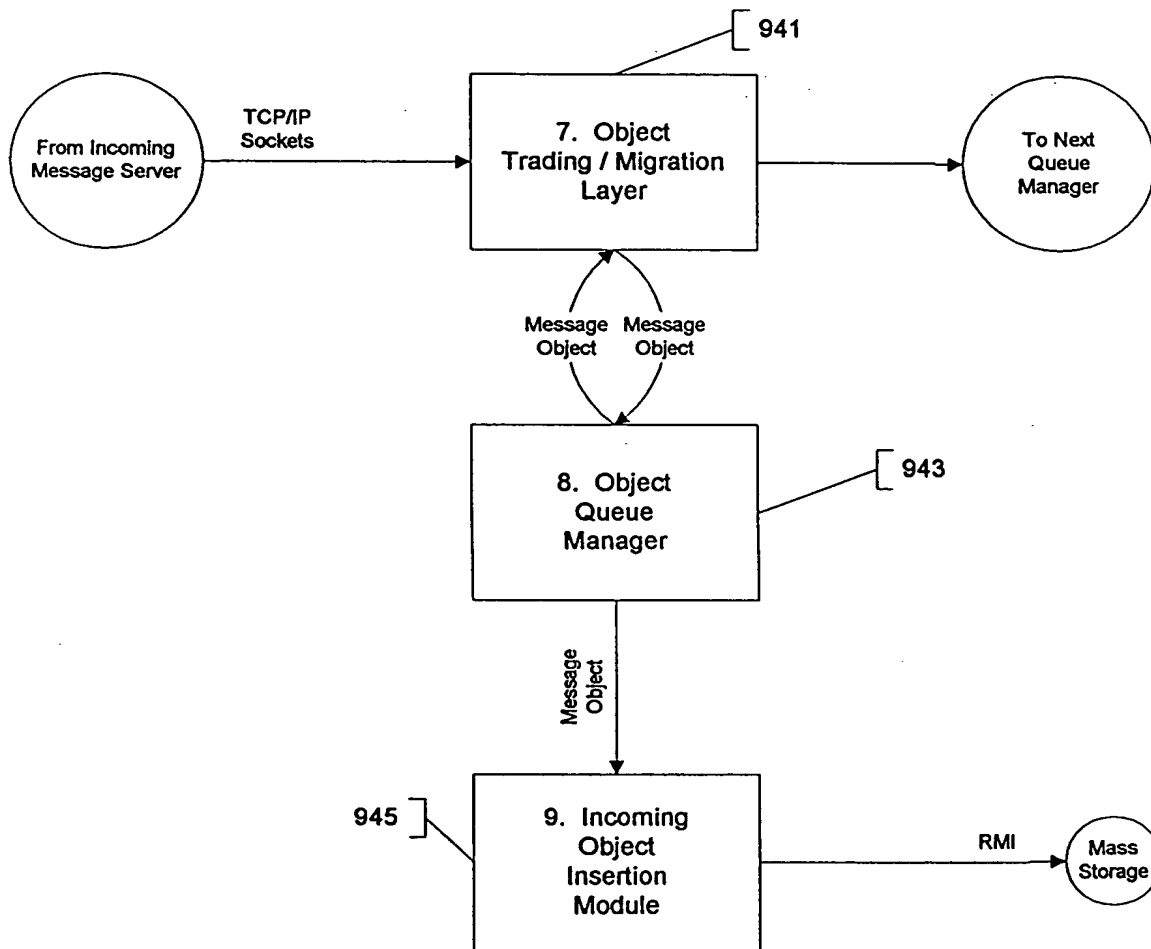 941
From Incoming
Message Server
TCP/IP
Sockets
7. Object
Trading / Migration
Layer
To Next
Queue
Manager
Message
Object
Message
Object
8. Object
Queue
Manager
943
Message
Object
945
9. Incoming
Object
Insertion
Module
RMI
Mass
Storage